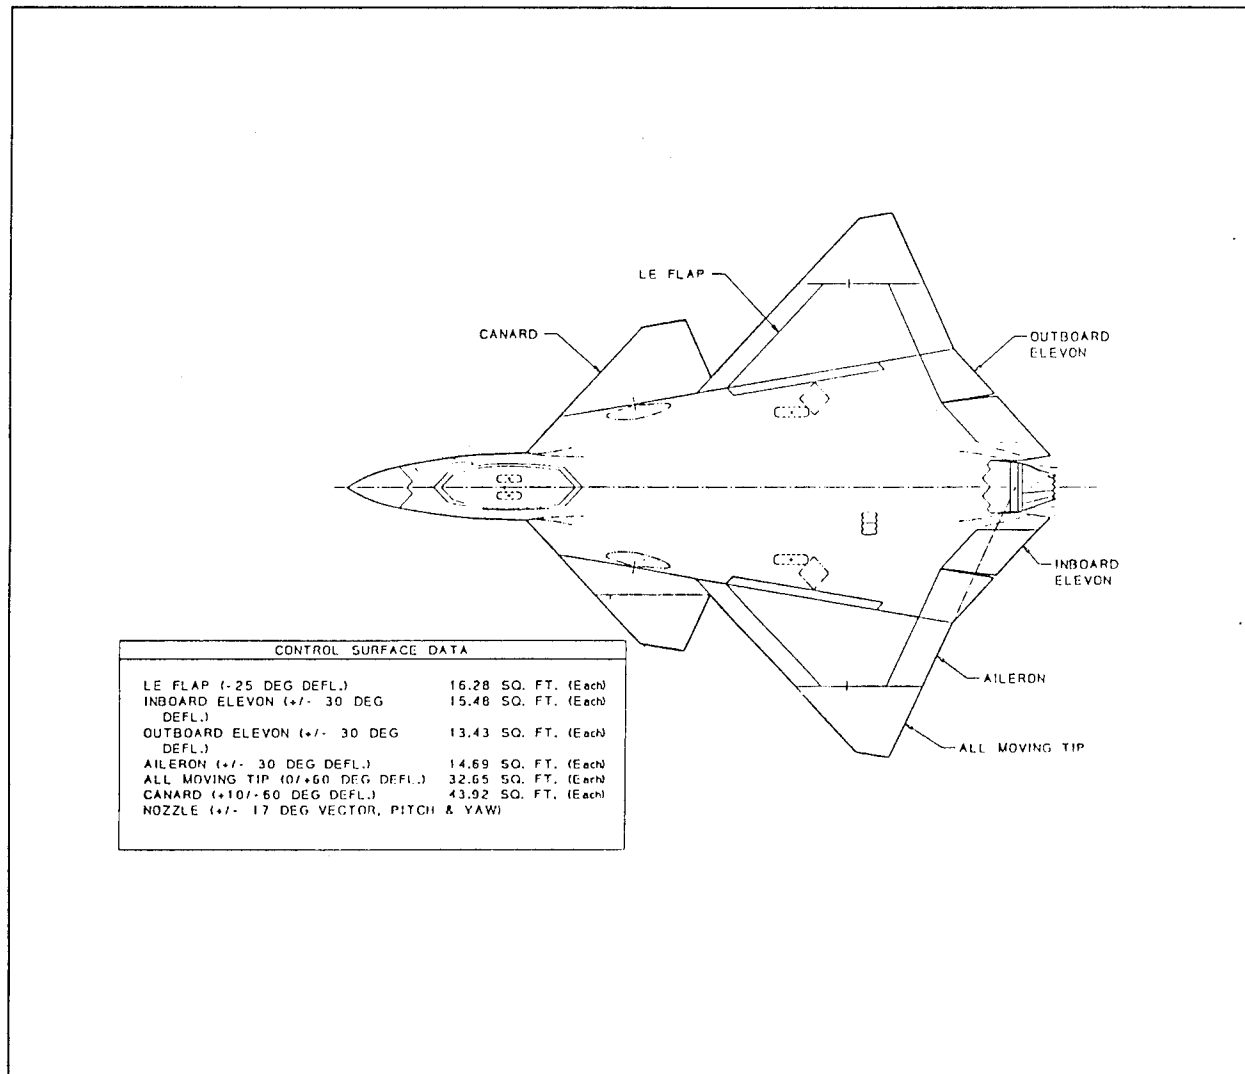 LE FLAP
CANARD
OUTBOARD
ELEVON
INBOARD
ELEVON
AILERON
ALL MOVING TIP
CONTROL SURFACE DATA
LE FLAP (-25 DEG DEFL.) 16.28 SQ. FT. (Each)
INBOARD ELEVON (+/- 30 DEG 15.48 SQ. FT. (Each)
DEFL.)
OUTBOARD ELEVON (+/- 30 DEG 13.43 SQ. FT. (Each)
DEFL.)
AILERON (+/- 30 DEG DEFL.) 14.69 SQ. FT. (Each)
ALL MOVING TIP (0/+60 DEG DEFL.) 32.65 SQ. FT. (Each)
CANARD (+10/-60 DEG DEFL.) 43.92 SQ. FT. (Each)
NOZZLE (+/- 17 DEG VECTOR, PITCH & YAW)